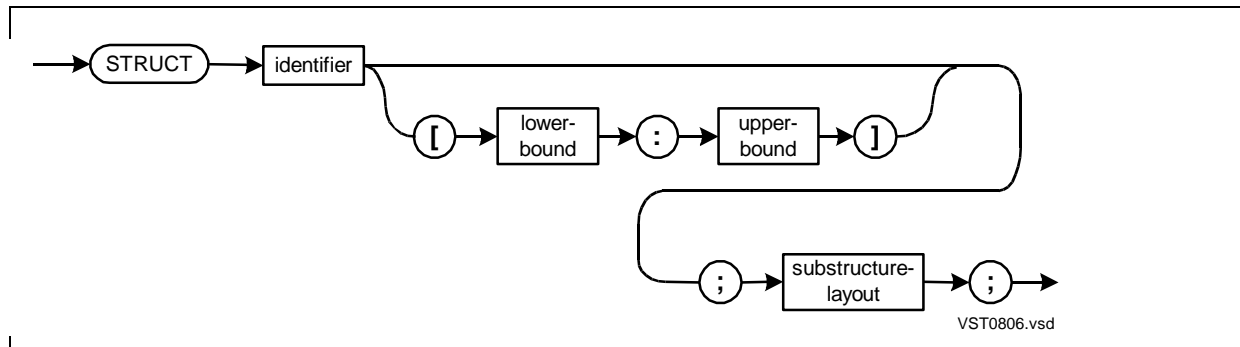 STRUCT identifier
[ lower-bound : upper-bound ]
; substructure-layout ;
VST0806.vsd